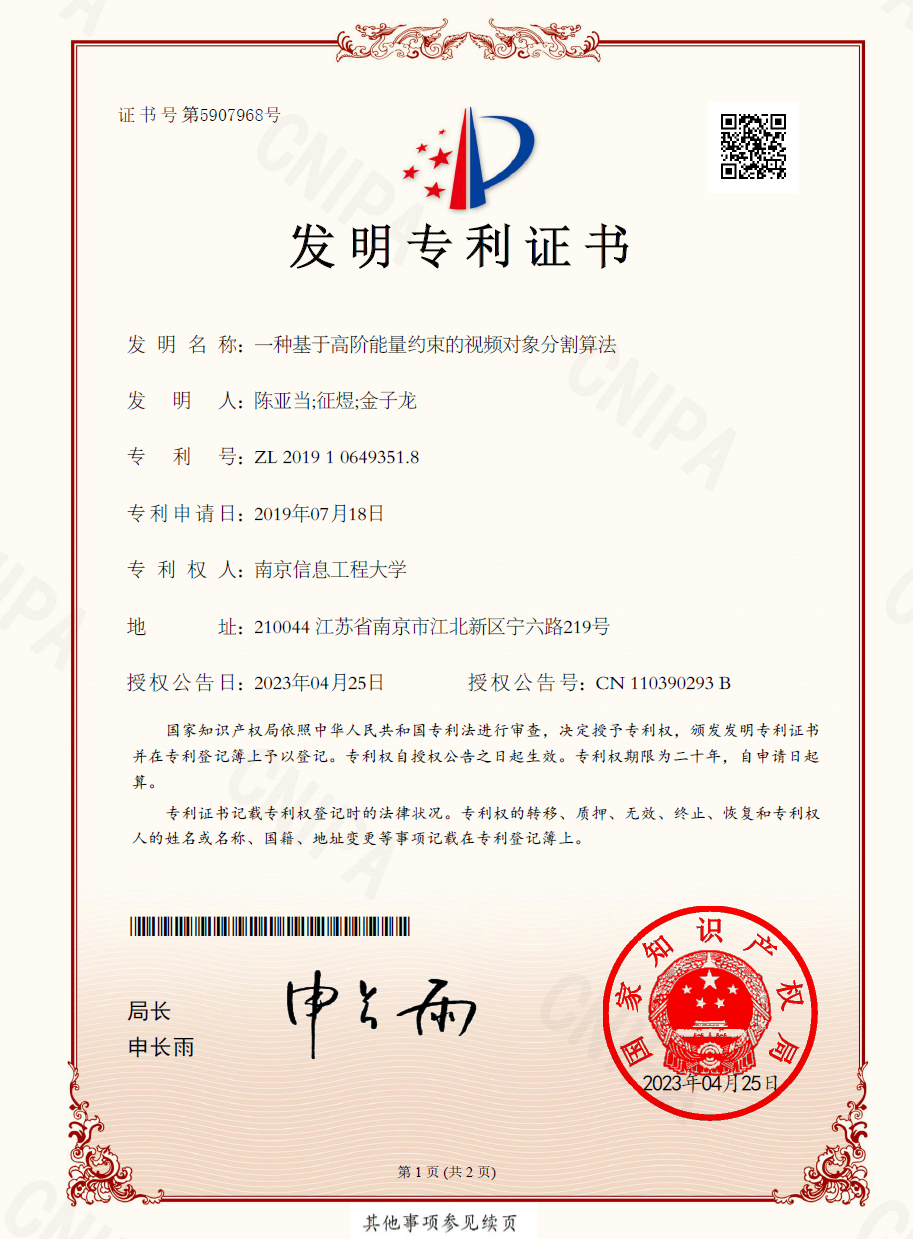 证书号第5907968号
发明专利证书
发明名称：一种基于高阶能量约束的视频对象分割算法
发明人：陈亚当;征煜;金子龙
专利号：ZL 2019 1 0649351.8
专利申请日：2019年07月18日
专利权人：南京信息工程大学
地址：210044 江苏省南京市江北新区宁六路219号
授权公告日：2023年04月25日 授权公告号：CN 110390293 B
国家知识产权局依照中华人民共和国专利法进行审查，决定授予专利权，颁发发明专利证书
并在专利登记簿上予以登记。专利权自授权公告之日起生效。专利权期限为二十年，自申请日起
算。
专利证书记载专利权登记时的法律状况。专利权的转移、质押、无效、终止、恢复和专利权
人的姓名或名称、国籍、地址变更等事项记载在专利登记簿上。
局长
申长雨
申长雨
国家知识产权局
2023年04月25日
第 1 页 (共 2 页)
其他事项参见续页
CNIPA
CNIPA
CNIPA